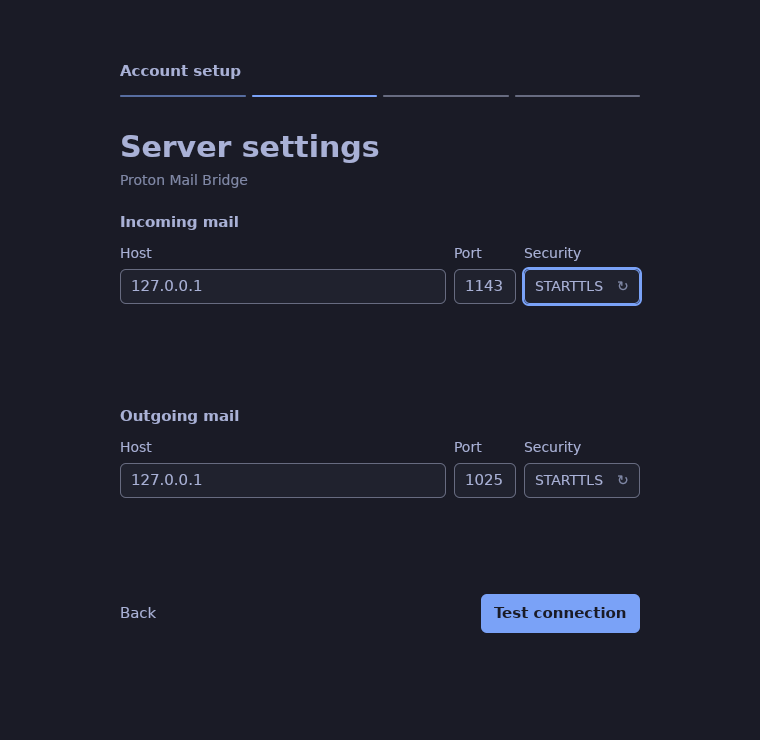 Account setup
Server settings
Proton Mail Bridge
Incoming mail
Host Port Security
127.0.0.1 1143 STARTTLS ↻
Outgoing mail
Host Port Security
127.0.0.1 1025 STARTTLS ↻
Back Test connection